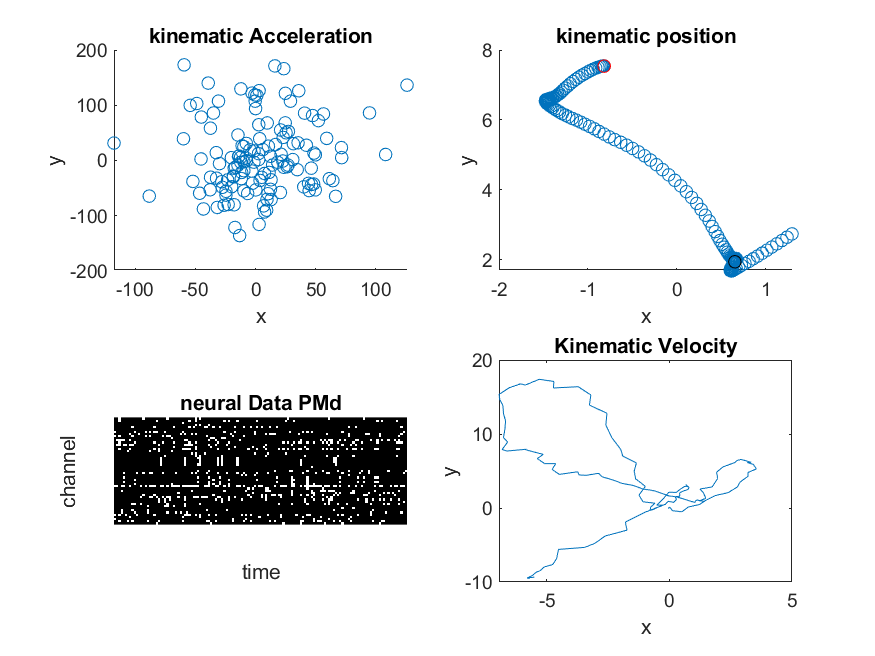 kinematic Acceleration
200
100
0
-100
-200
y
-100
-50
0
50
100
x
kinematic position
8
6
4
2
y
-2
-1
0
1
x
neural Data PMd
channel
time
Kinematic Velocity
20
10
0
-10
y
-5
0
5
x